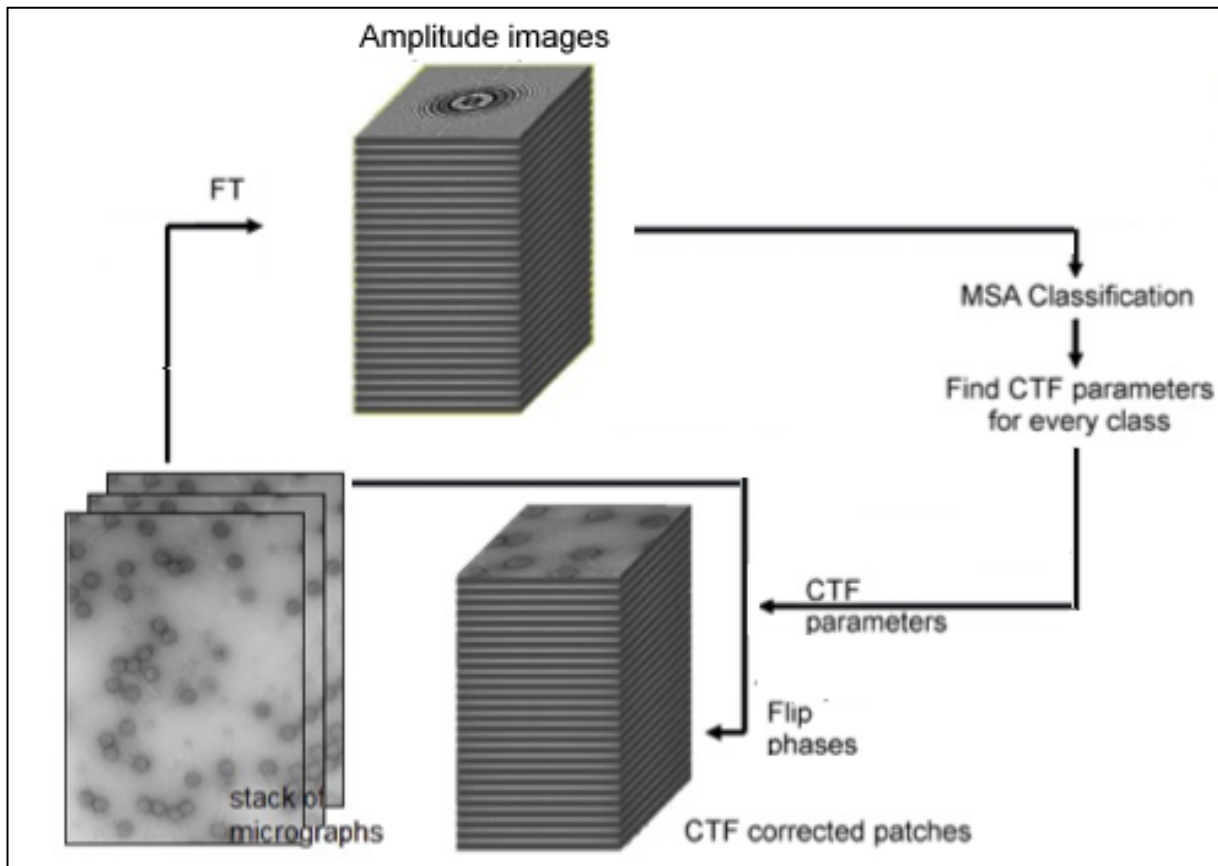 Amplitude images
FT
MSA Classification
Find CTF parameters
for every class
CTF
parameters
Flip
phases
stack of
micrographs
CTF corrected patches